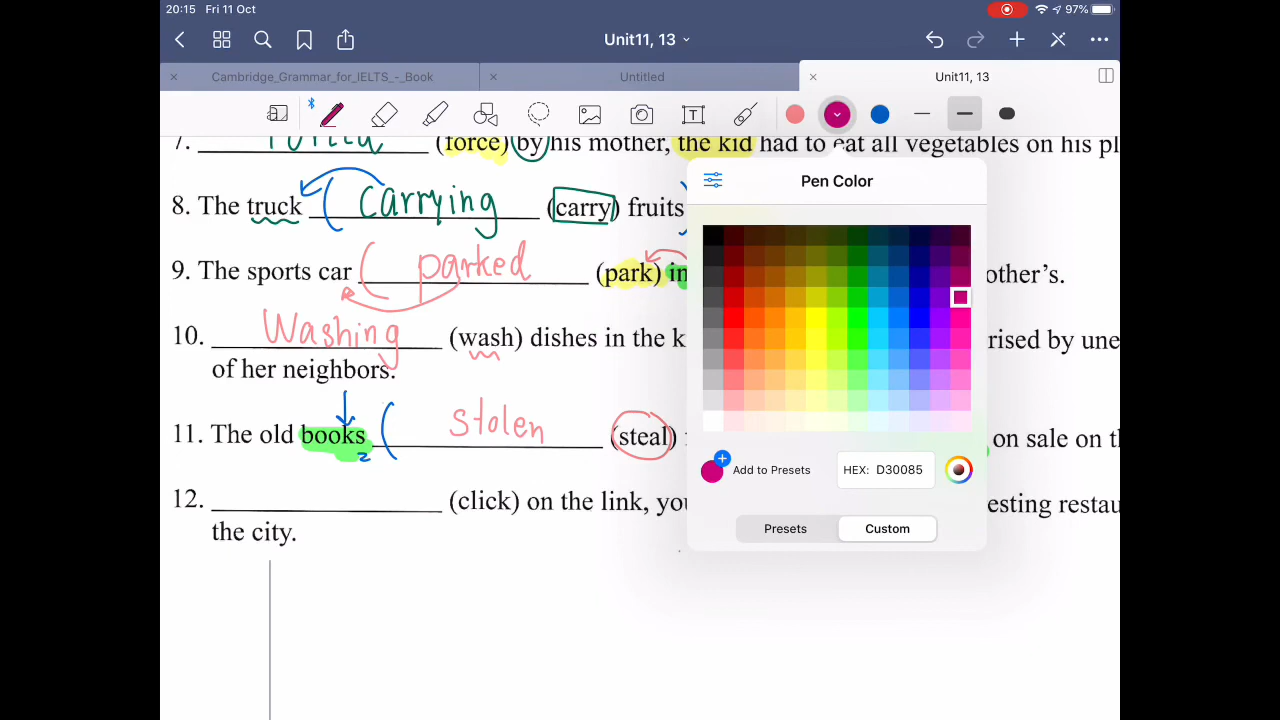 20:15 Fri 11 Oct 97%
Unit11, 13
Cambridge_Grammar_for_IELTS_-_Book Untitled Unit11, 13
7. (force) by his mother, the kid had to eat all vegetables on his pl
8. The truck carrying (carry) fruits
9. The sports car parked (park) in other's.
10. Washing (wash) dishes in the k rised by une
of her neighbors.
11. The old books 2 stolen (steal) on sale on th
12. (click) on the link, you esting restau
the city.
Pen Color
Add to Presets HEX: D30085
Presets Custom